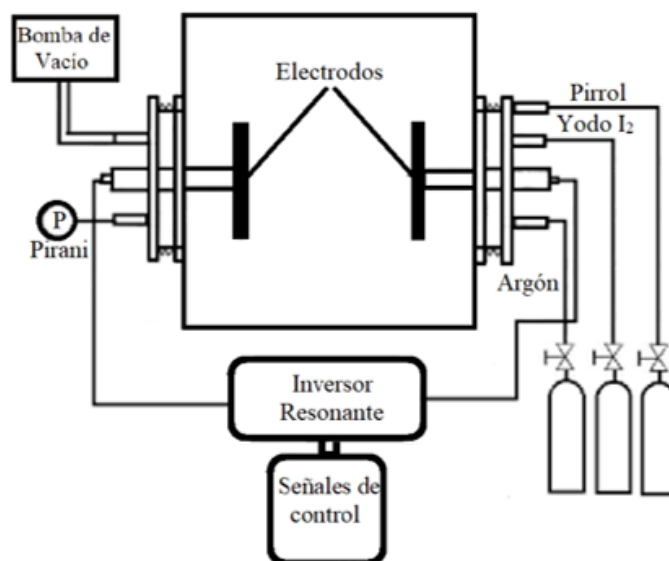 Bomba de
Vacio
Electrodos
Pirrol
Yodo I₂
P
Pirani
Argón
Inversor
Resonante
Señales de
control